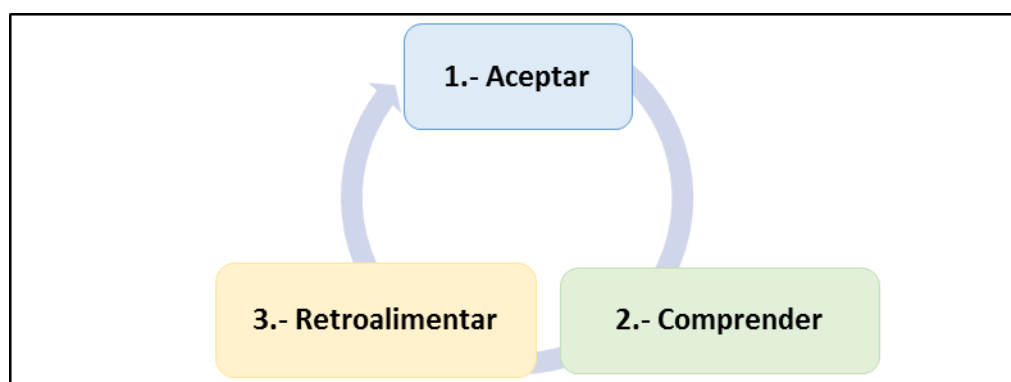 1.- Aceptar
2.- Comprender
3.- Retroalimentar